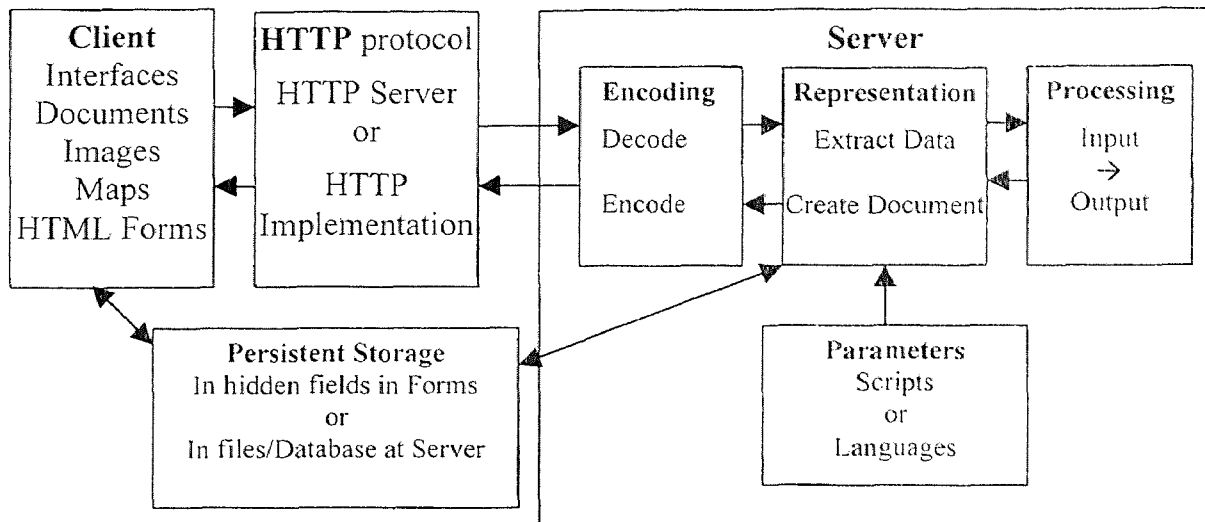 Client
Interfaces
Documents
Images
Maps
HTML Forms
HTTP protocol
HTTP Server
or
HTTP
Implementation
Server
Encoding
Decode
Encode
Representation
Extract Data
Create Document
Processing
Input
→
Output
Persistent Storage
In hidden fields in Forms
or
In files/Database at Server
Parameters
Scripts
or
Languages